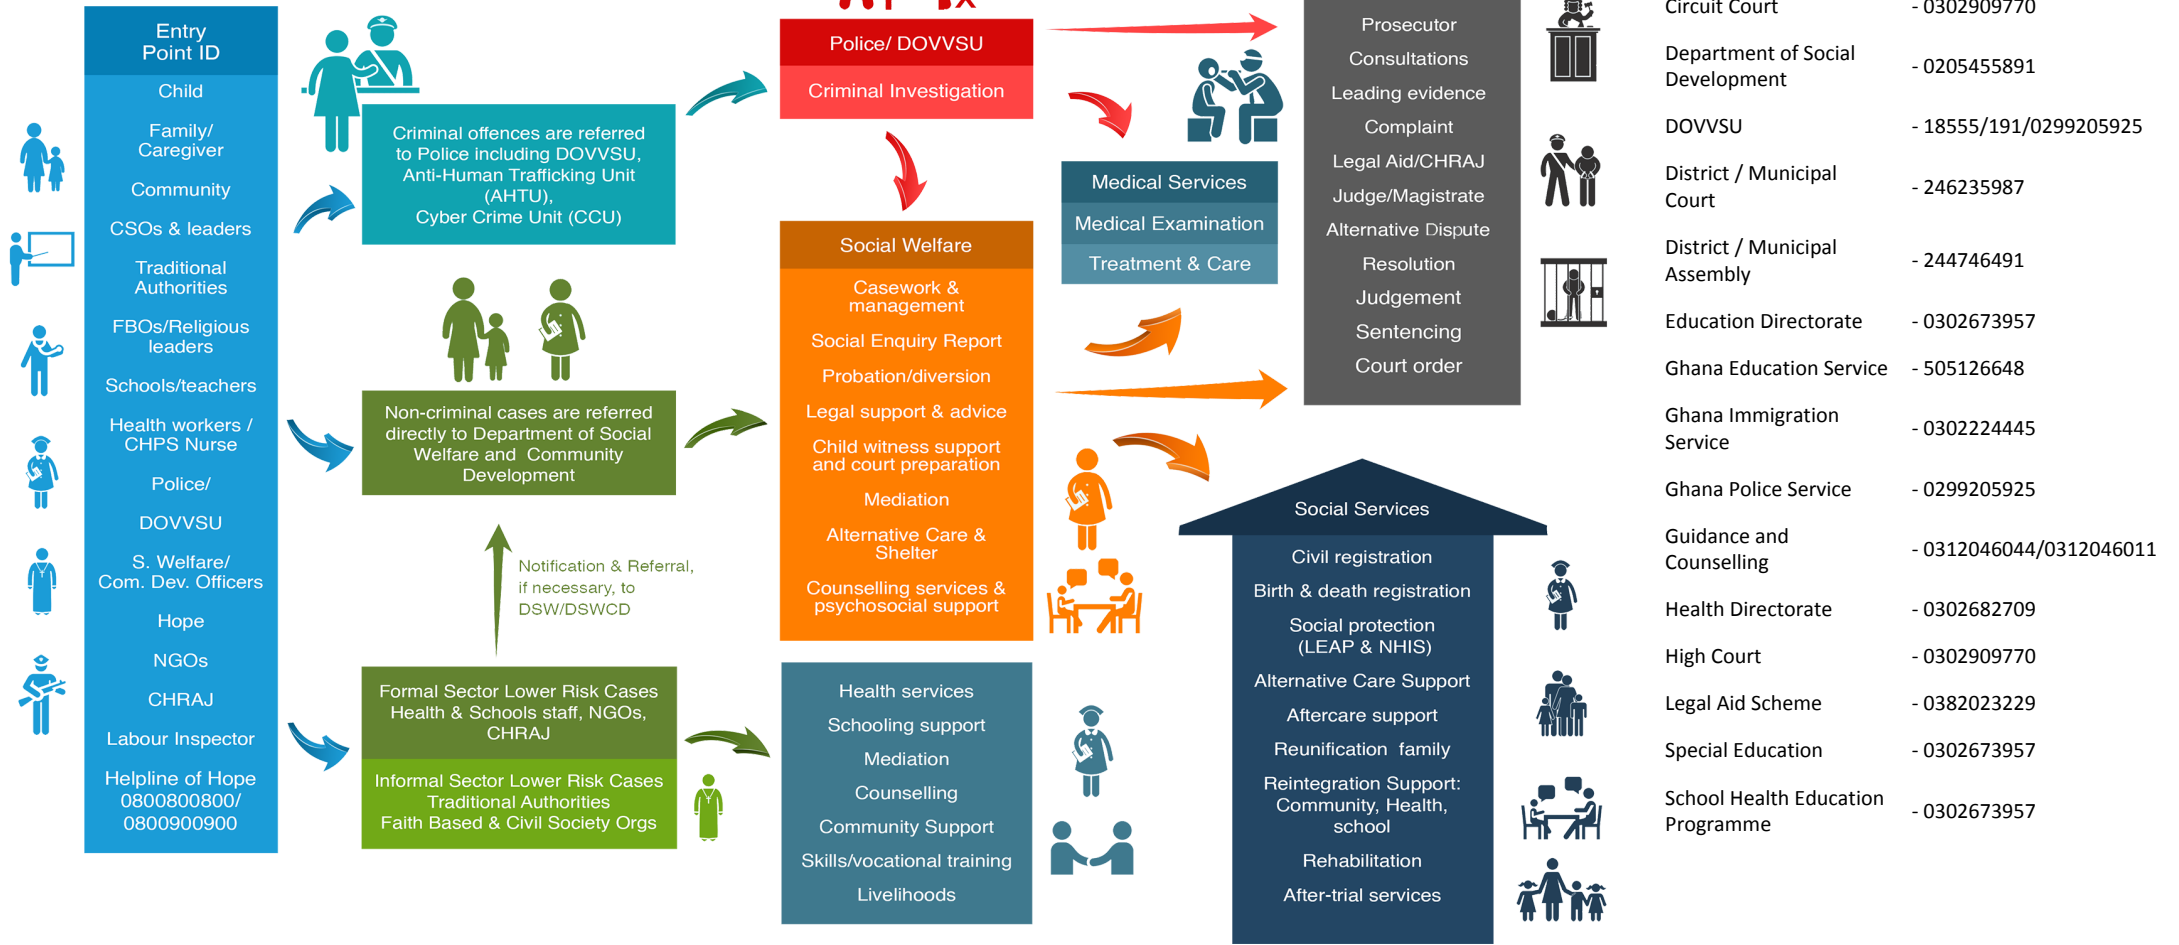 Entry
Point ID
Child
Family/
Caregiver
Community
CSOs & leaders
Traditional
Authorities
FBOs/Religious
leaders
Schools/teachers
Health workers /
CHPS Nurse
Police/
DOVVSU
S. Welfare/
Com. Dev. Officers
Hope
NGOs
CHRAJ
Labour Inspector
Helpline of Hope
0800800800/
0800900900
Criminal offences are referred
to Police including DOVVSU,
Anti-Human Trafficking Unit
(AHTU),
Cyber Crime Unit (CCU)
Non-criminal cases are referred
directly to Department of Social
Welfare and Community
Development
Notification & Referral,
if necessary, to
DSW/DSWCD
Formal Sector Lower Risk Cases
Health & Schools staff, NGOs,
CHRAJ
Informal Sector Lower Risk Cases
Traditional Authorities
Faith Based & Civil Society Orgs
Police/ DOVVSU
Criminal Investigation
Social Welfare
Casework &
management
Social Enquiry Report
Probation/diversion
Legal support & advice
Child witness support
and court preparation
Mediation
Alternative Care &
Shelter
Counselling services &
psychosocial support
Health services
Schooling support
Mediation
Counselling
Community Support
Skills/vocational training
Livelihoods
Medical Services
Medical Examination
Treatment & Care
Prosecutor
Consultations
Leading evidence
Complaint
Legal Aid/CHRAJ
Judge/Magistrate
Alternative Dispute
Resolution
Judgement
Sentencing
Court order
Social Services
Civil registration
Birth & death registration
Social protection
(LEAP & NHIS)
Alternative Care Support
Aftercare support
Reunification family
Reintegration Support:
Community, Health,
school
Rehabilitation
After-trial services
Circuit Court - 0302909770
Department of Social
Development - 0205455891
DOVVSU - 18555/191/0299205925
District / Municipal
Court - 246235987
District / Municipal
Assembly - 244746491
Education Directorate - 0302673957
Ghana Education Service - 505126648
Ghana Immigration
Service - 0302224445
Ghana Police Service - 0299205925
Guidance and
Counselling - 0312046044/0312046011
Health Directorate - 0302682709
High Court - 0302909770
Legal Aid Scheme - 0382023229
Special Education - 0302673957
School Health Education
Programme - 0302673957